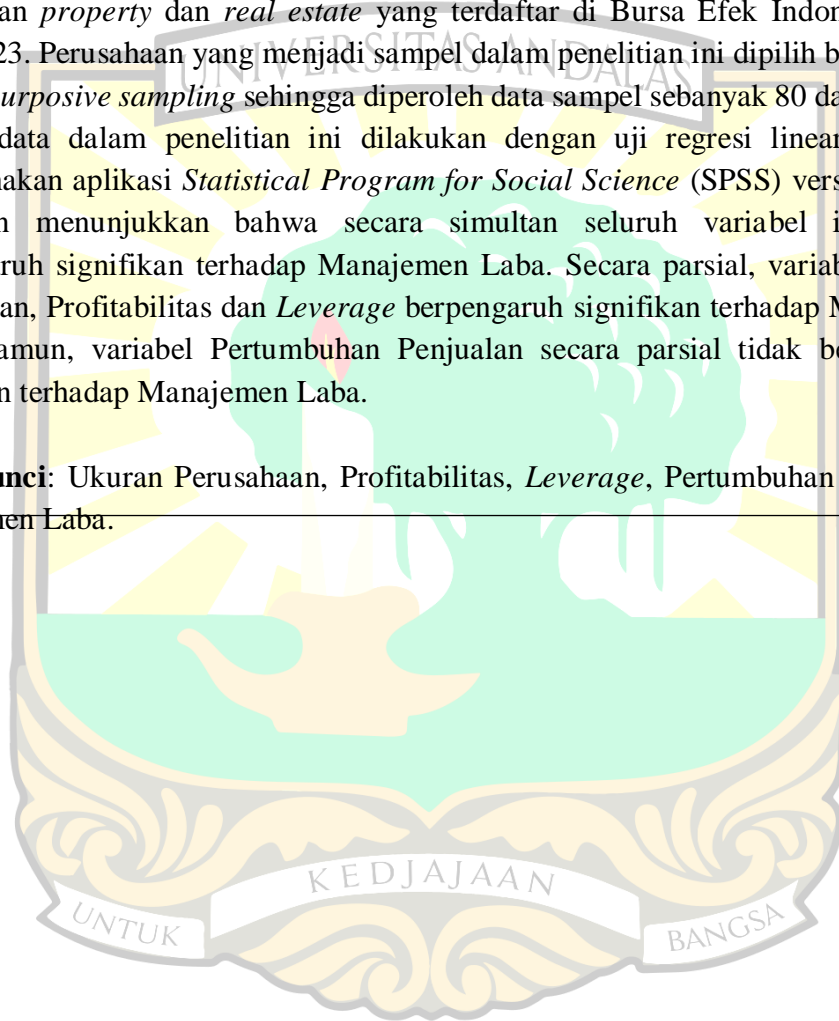 an property dan real estate yang terdaftar di Bursa Efek Indon
23. Perusahaan yang menjadi sampel dalam penelitian ini dipilih b
urposive sampling sehingga diperoleh data sampel sebanyak 80 da
data dalam penelitian ini dilakukan dengan uji regresi linear
nakan aplikasi Statistical Program for Social Science (SPSS) vers
n menunjukkan bahwa secara simultan seluruh variabel i
ruh signifikan terhadap Manajemen Laba. Secara parsial, variab
an, Profitabilitas dan Leverage berpengaruh signifikan terhadap M
amun, variabel Pertumbuhan Penjualan secara parsial tidak be
n terhadap Manajemen Laba.
unci: Ukuran Perusahaan, Profitabilitas, Leverage, Pertumbuhan
nen Laba.
UNIVERSITAS ANDALAS
KEDJAJAAN
UNTUK
BANGSA